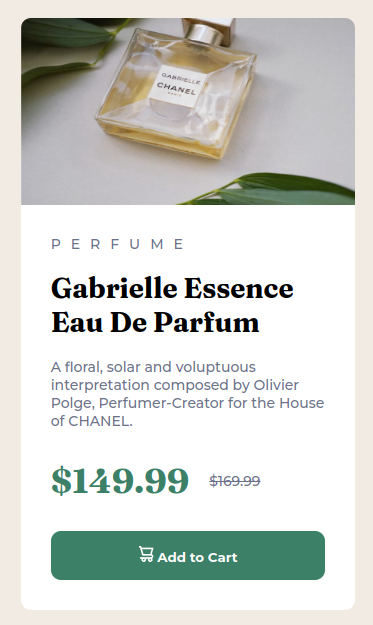 GABRIELLE
CHANEL
PARIS
PERFUME
Gabrielle Essence
Eau De Parfum
A floral, solar and voluptuous
interpretation composed by Olivier
Polge, Perfumer-Creator for the House
of CHANEL.
$149.99 $169.99
Add to Cart